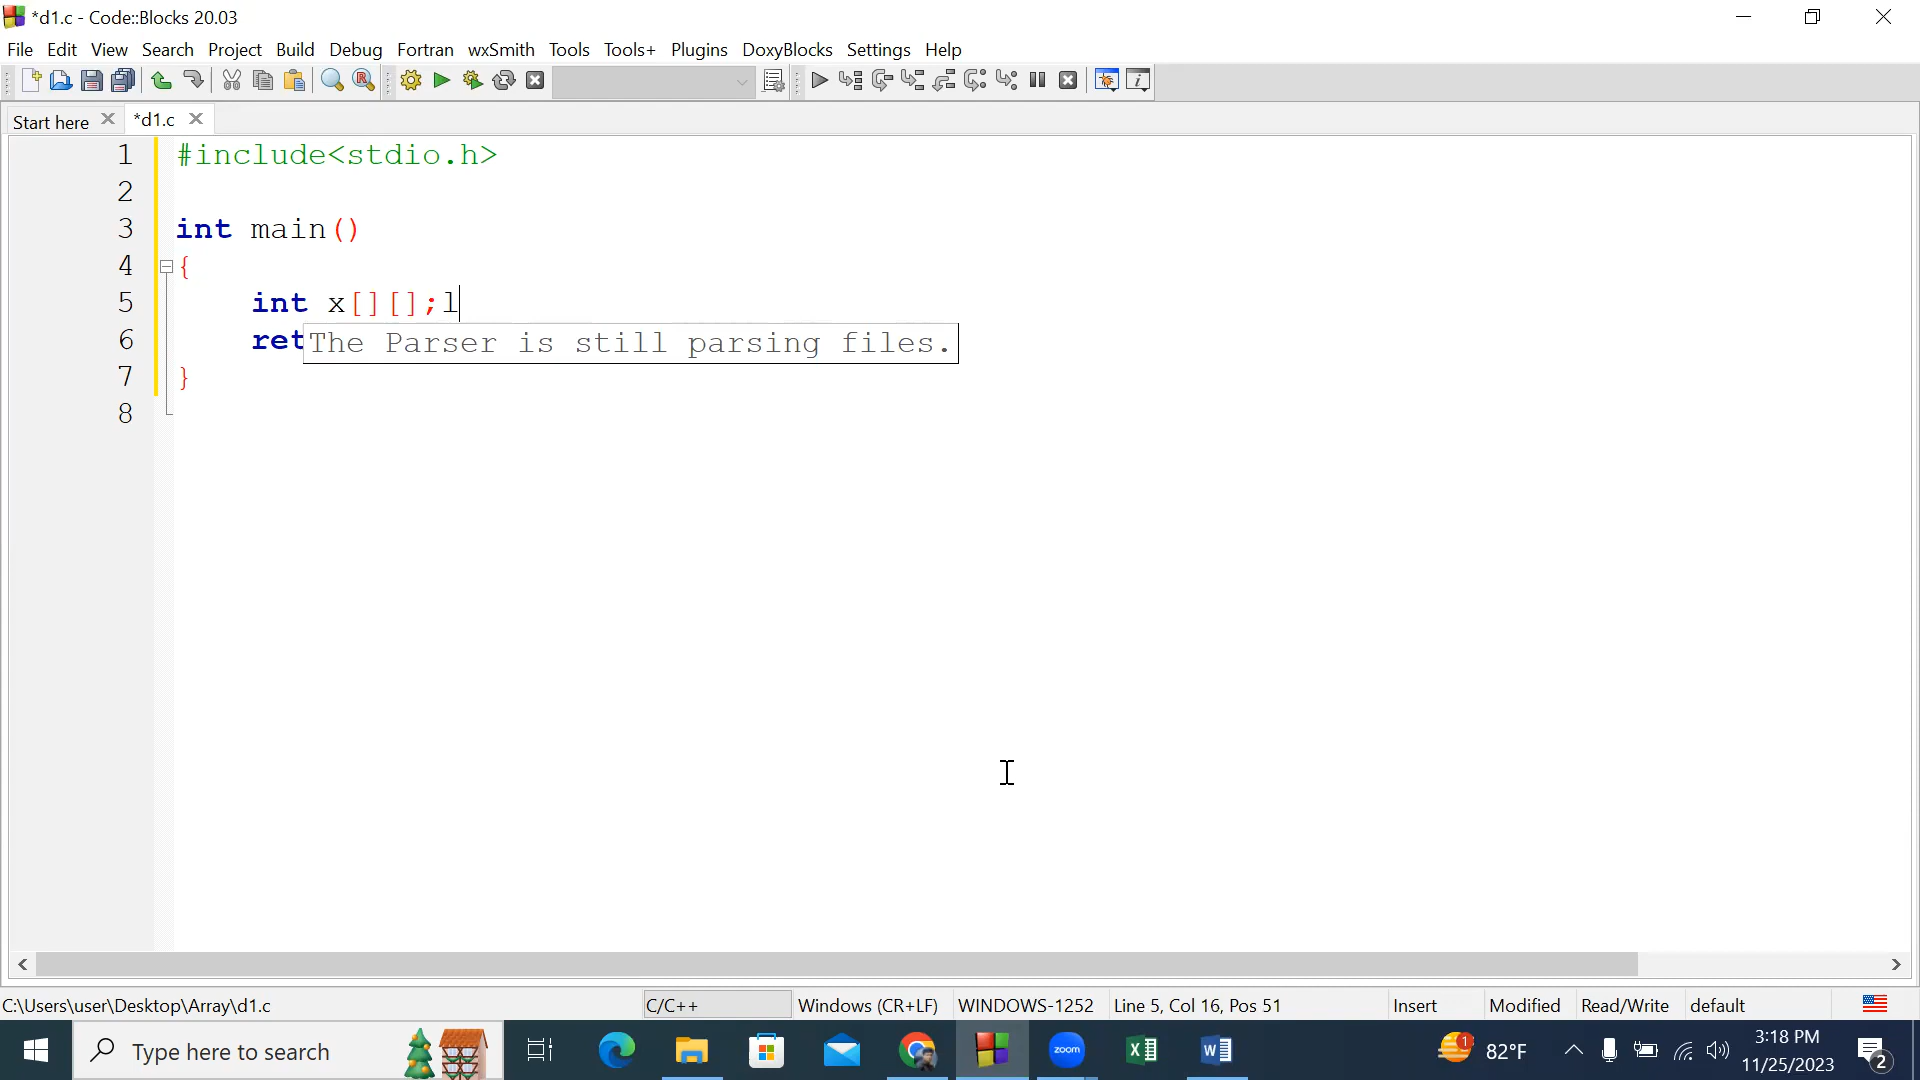 *d1.c - Code::Blocks 20.03
File Edit View Search Project Build Debug Fortran wxSmith Tools Tools+ Plugins DoxyBlocks Settings Help
Start here *d1.c
1 #include<stdio.h>
2
3 int main()
4 {
5 int x[][];l
6 ret
The Parser is still parsing files.
7 }
8
C:\Users\user\Desktop\Array\d1.c C/C++ Windows (CR+LF) WINDOWS-1252 Line 5, Col 16, Pos 51 Insert Modified Read/Write default
Type here to search zoom 1 82°F 3:18 PM 2
11/25/2023